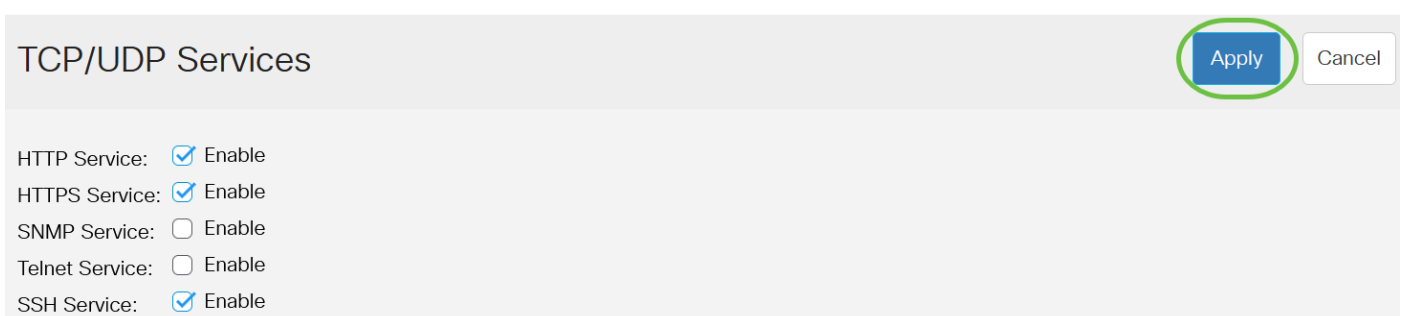 TCP/UDP Services
Apply
Cancel
HTTP Service: Enable
HTTPS Service: Enable
SNMP Service: Enable
Telnet Service: Enable
SSH Service: Enable